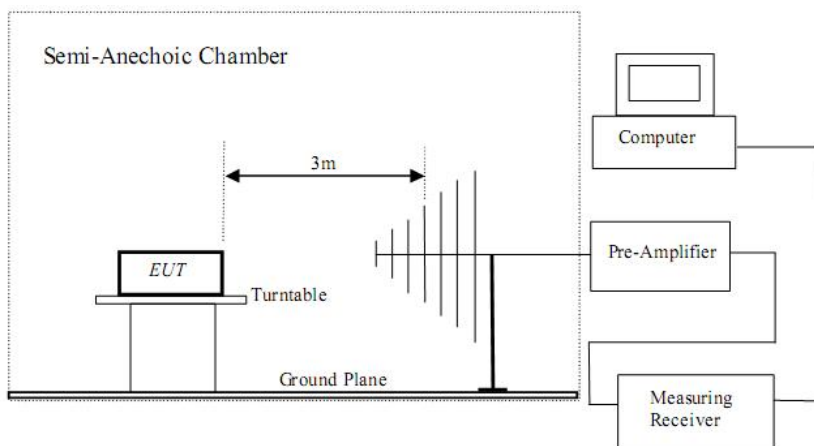 Semi-Anechoic Chamber
3m
EUT
Turntable
Ground Plane
Computer
Pre-Amplifier
Measuring
Receiver